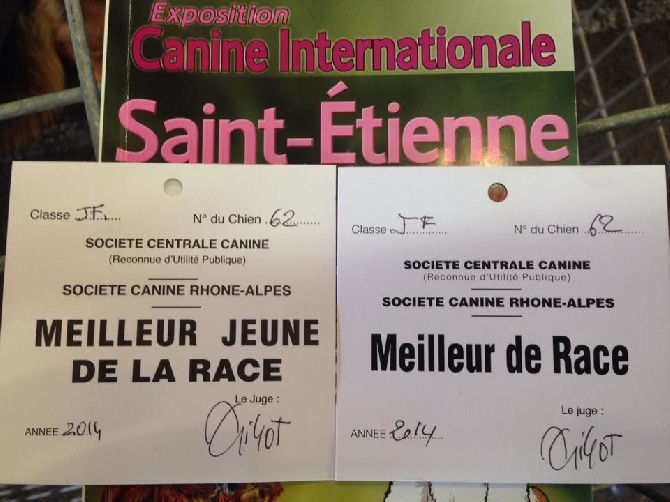 Exposition
Canine Internationale
Saint-Étienne
Classe J.F.
N° du Chien 62
SOCIETE CENTRALE CANINE
(Reconnue d'Utilité Publique)
SOCIETE CANINE RHONE-ALPES
MEILLEUR JEUNE
DE LA RACE
Le Juge :
ANNEE 2014
Classe J F
N° du Chien 62
SOCIETE CENTRALE CANINE
(Reconnue d'Utilité Publique)
SOCIETE CANINE RHONE-ALPES
Meilleur de Race
Le juge :
ANNEE 2014